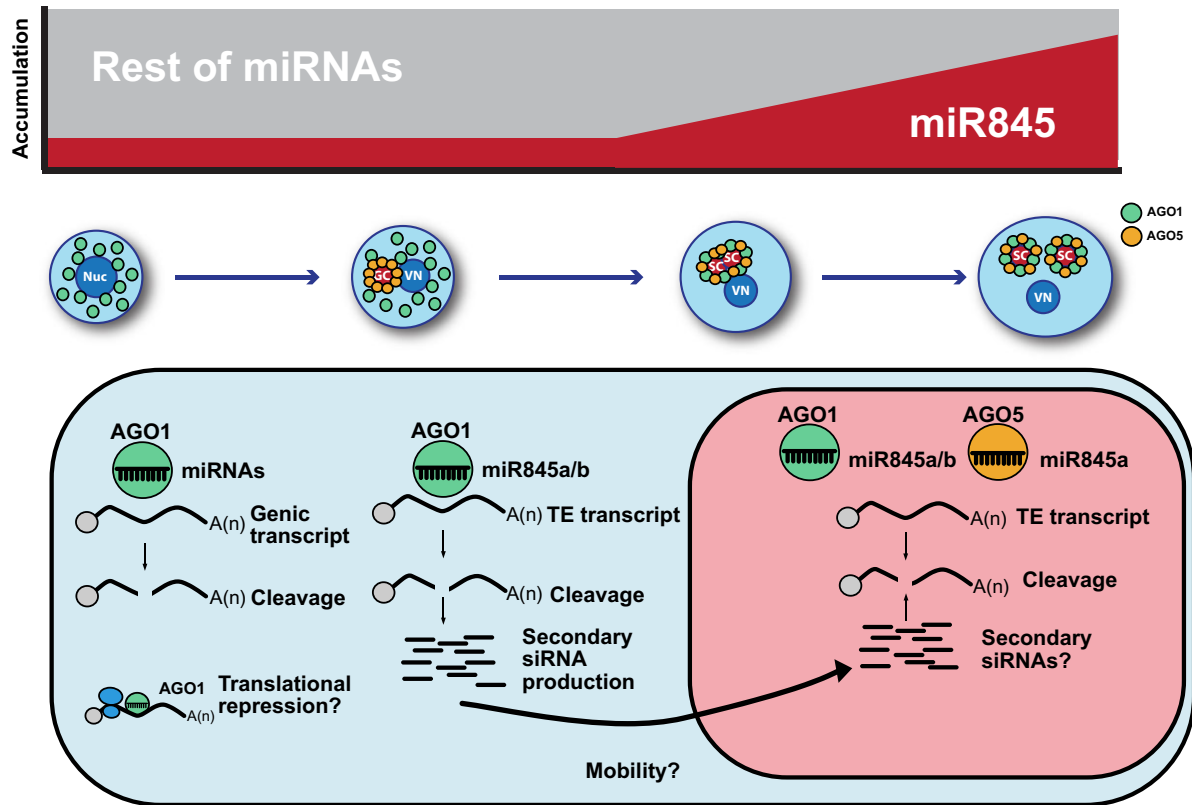 Accumulation
Rest of miRNAs
miR845
AGO1
AGO5
Nuc
GC
VN
SC
SC
VN
SC
SC
VN
AGO1
miRNAs
A(n)
Genic
transcript
A(n)
Cleavage
AGO1
A(n)
Translational
repression?
AGO1
miR845a/b
A(n)
TE transcript
A(n)
Cleavage
Secondary
siRNA
production
Mobility?
AGO1
miR845a/b
AGO5
miR845a
A(n)
TE transcript
A(n)
Cleavage
Secondary
siRNAs?